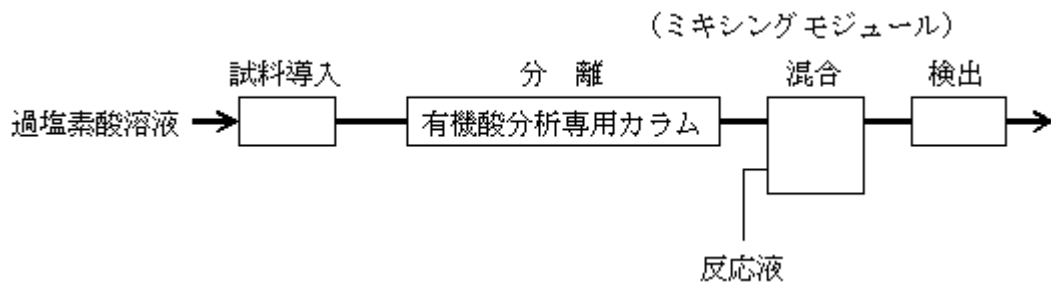 (ミキシングモジュール)
試料導入
分 離
混合
検出
過塩素酸溶液
有機酸分析専用カラム
反応液